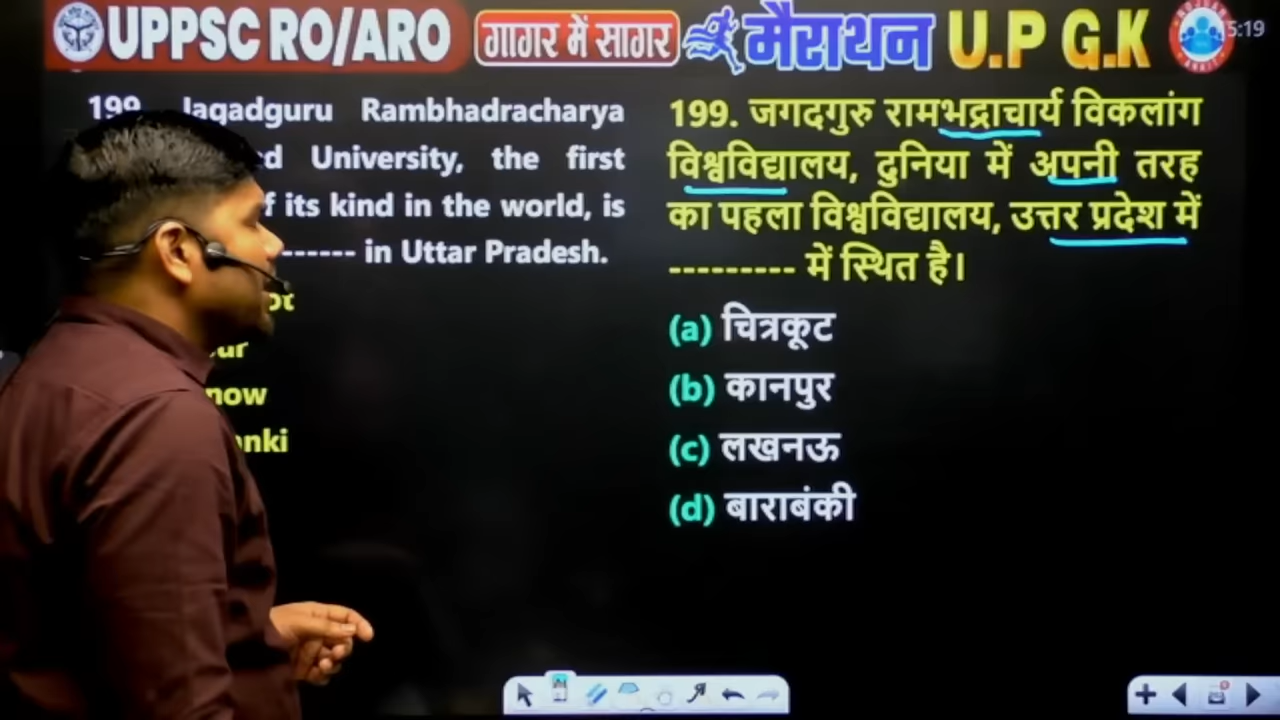 UPPSC RO/ARO गागर में सागर मैराथन U.P G.K 5:19
199. Jagadguru Rambhadracharya
University, the first
its kind in the world, is
------ in Uttar Pradesh.
199. जगदगुरु रामभद्राचार्य विकलांग
विश्वविद्यालय, दुनिया में अपनी तरह
का पहला विश्वविद्यालय, उत्तर प्रदेश में
--------- में स्थित है।
(a) चित्रकूट
(b) कानपुर
(c) लखनऊ
(d) बाराबंकी